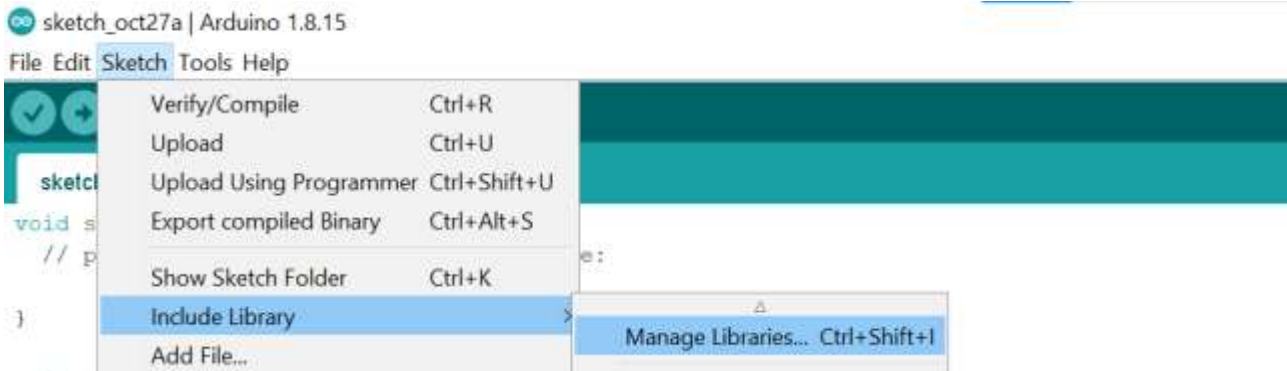 sketch_oct27a | Arduino 1.8.15
File Edit Sketch Tools Help
Verify/Compile Ctrl+R
Upload Ctrl+U
Upload Using Programmer Ctrl+Shift+U
Export compiled Binary Ctrl+Alt+S
Show Sketch Folder Ctrl+K
Include Library
Manage Libraries... Ctrl+Shift+I
Add File...
sketc
void s
// p
e:
}